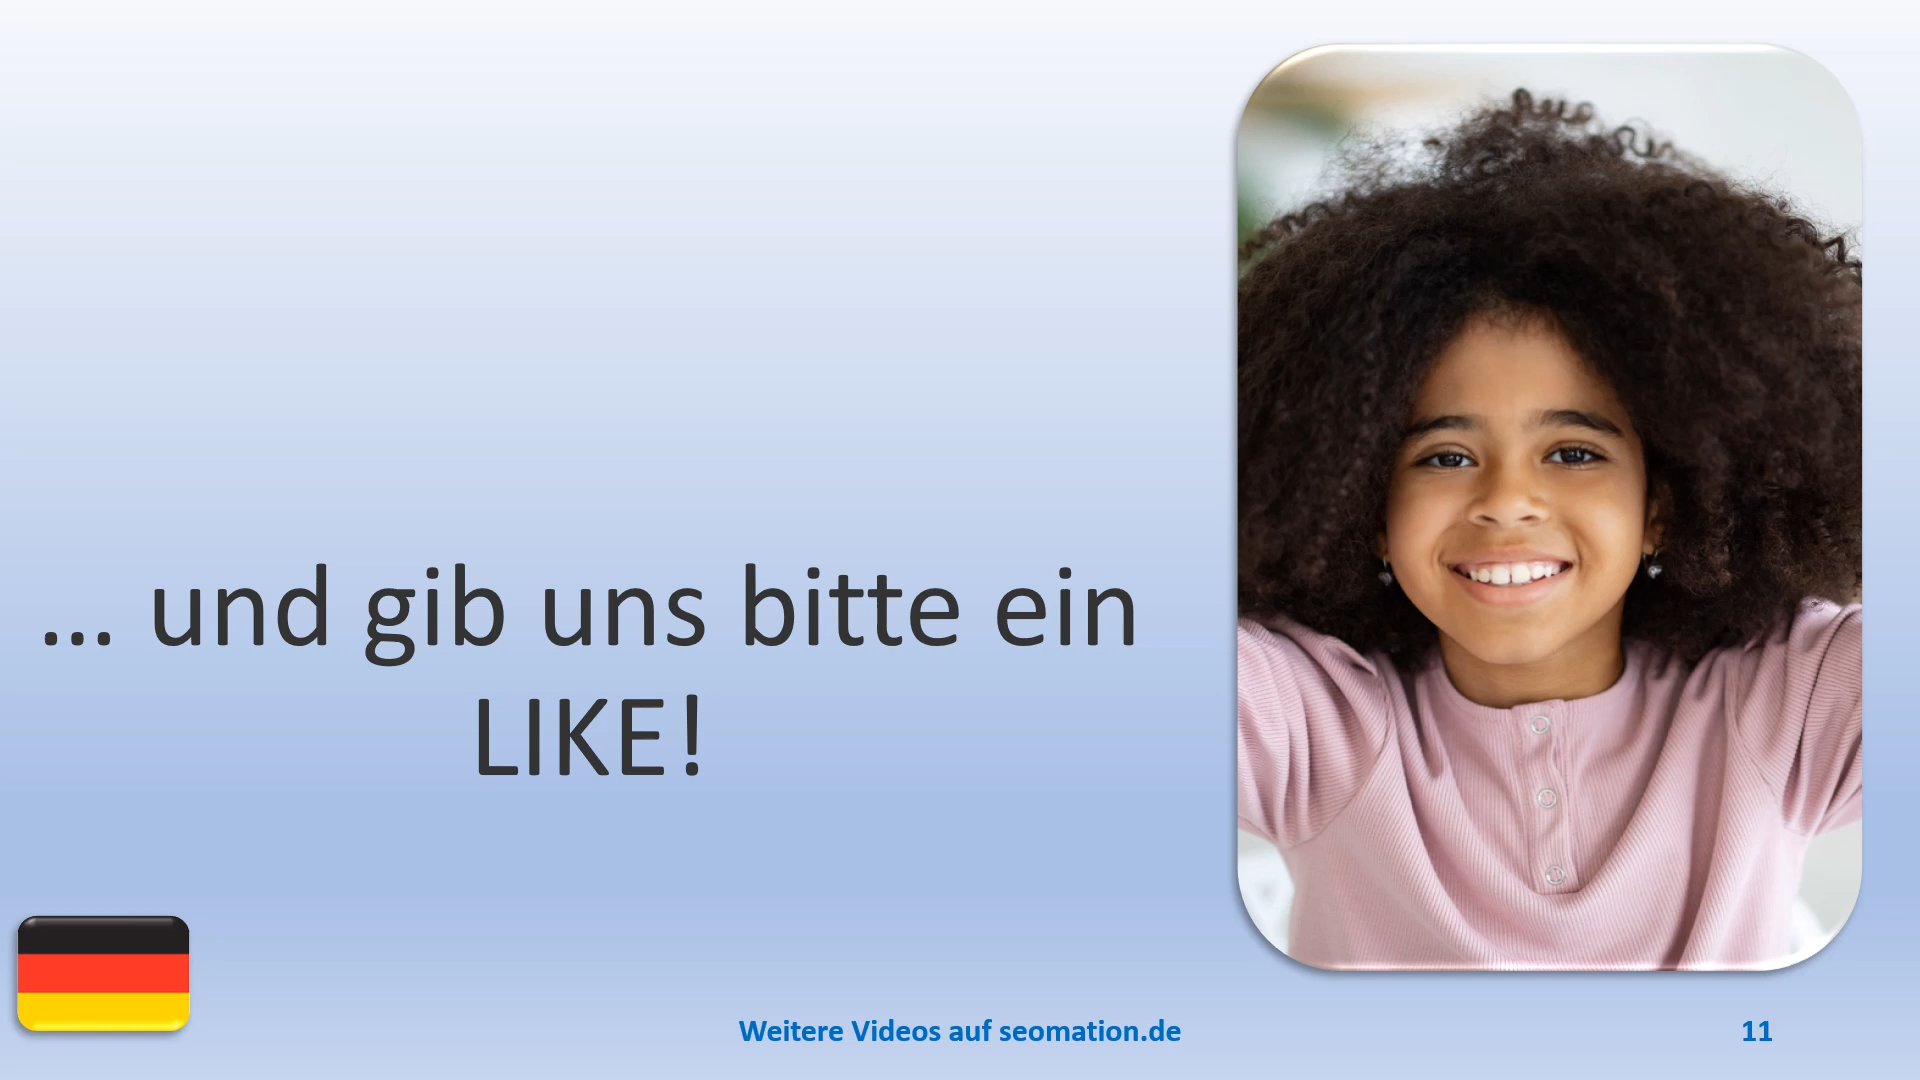 ... und gib uns bitte ein
LIKE!
Weitere Videos auf seomation.de
11